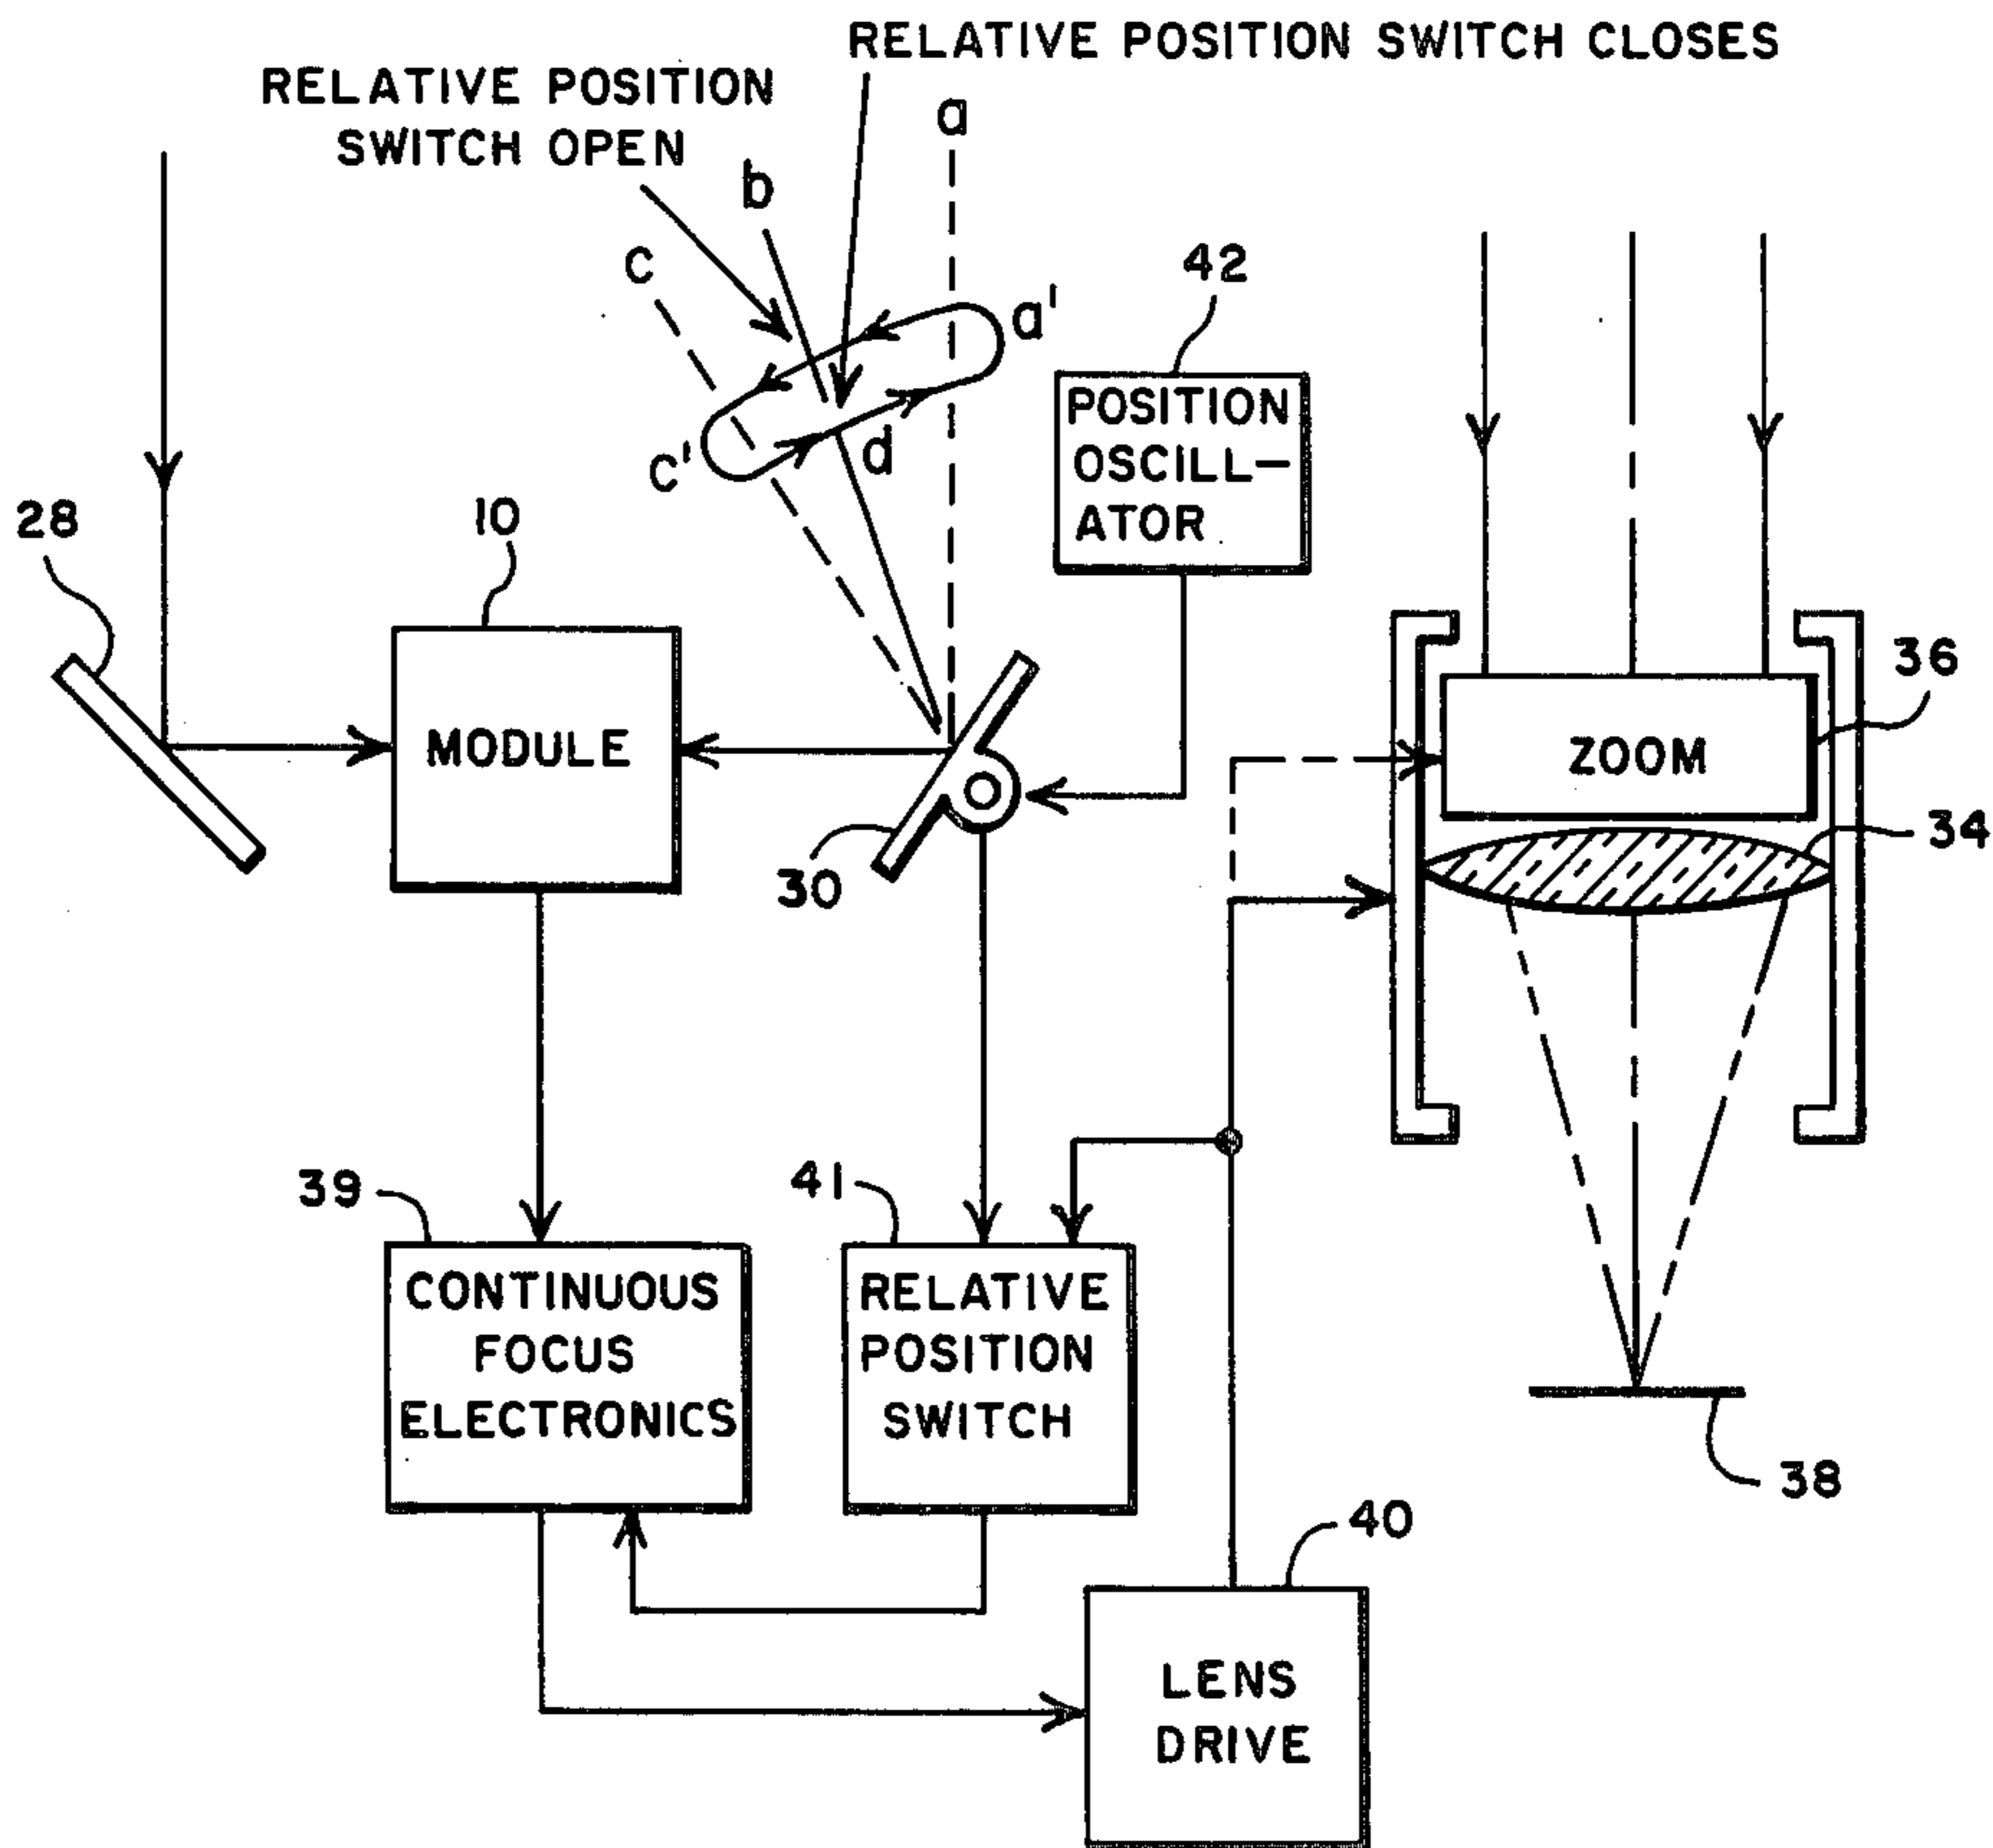 RELATIVE POSITION SWITCH CLOSES
RELATIVE POSITION
SWITCH OPEN
a
b
c
a'
c'
d
42
POSITION
OSCILL-
ATOR
28
10
MODULE
30
36
ZOOM
34
39
CONTINUOUS
FOCUS
ELECTRONICS
41
RELATIVE
POSITION
SWITCH
38
40
LENS
DRIVE